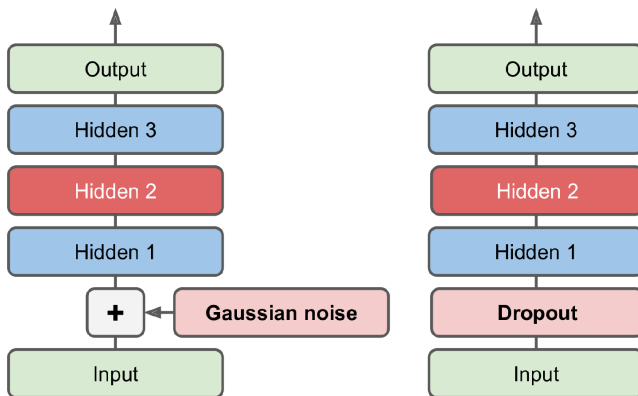 Output
Hidden 3
Hidden 2
Hidden 1
+
Gaussian noise
Input
Output
Hidden 3
Hidden 2
Hidden 1
Dropout
Input